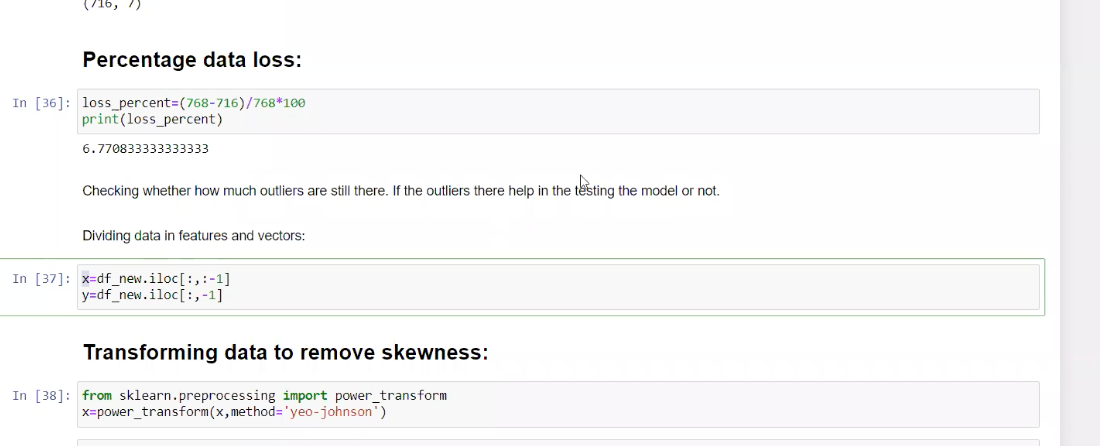 (716, 7)
Percentage data loss:
In [36]: loss_percent=(768-716)/768*100
print(loss_percent)
6.770833333333333
Checking whether how much outliers are still there. If the outliers there help in the testing the model or not.
Dividing data in features and vectors:
In [37]: x=df_new.iloc[:,:-1]
y=df_new.iloc[:,-1]
Transforming data to remove skewness:
In [38]: from sklearn.preprocessing import power_transform
x=power_transform(x,method='yeo-johnson')